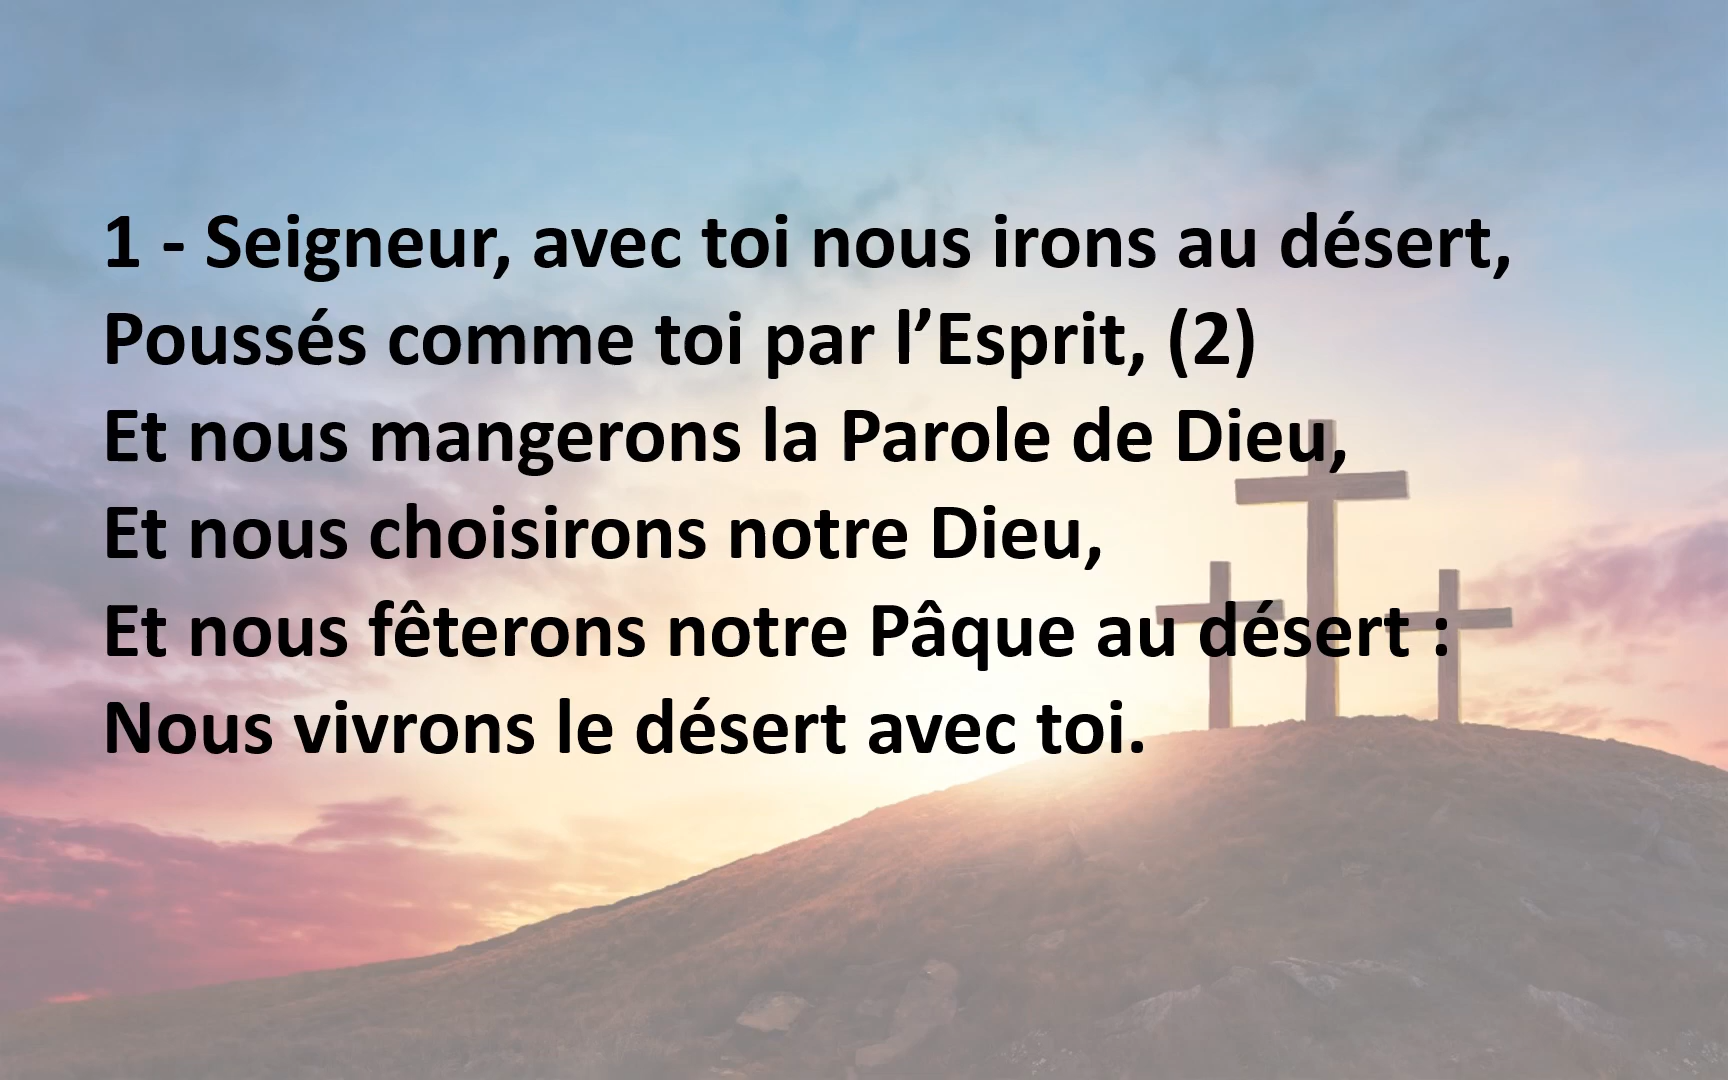 1 - Seigneur, avec toi nous irons au désert,
Poussés comme toi par l’Esprit, (2)
Et nous mangerons la Parole de Dieu,
Et nous choisirons notre Dieu,
Et nous fêterons notre Pâque au désert :
Nous vivrons le désert avec toi.